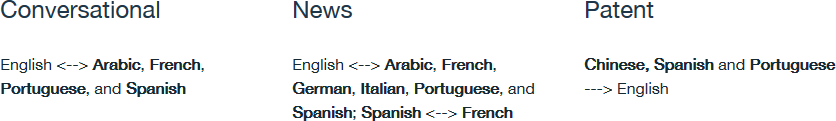 Conversational
English <--> Arabic, French,
Portuguese, and Spanish
News
English <--> Arabic, French,
German, Italian, Portuguese, and
Spanish; Spanish <--> French
Patent
Chinese, Spanish and Portuguese
---> English